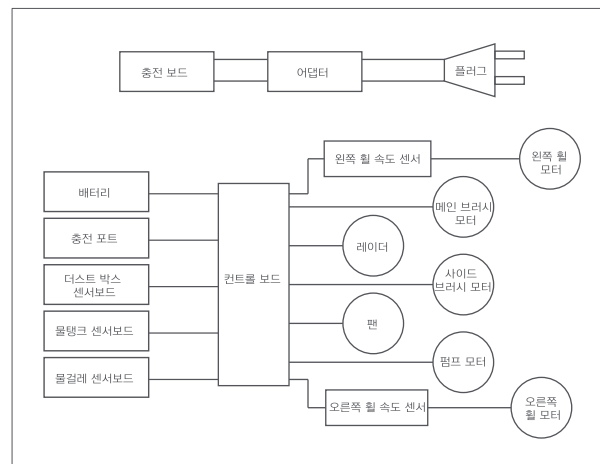 충전 보드
어댑터
플러그
왼쪽 휠 속도 센서
왼쪽 휠
모터
배터리
메인 브러시
모터
충전 포트
레이더
더스트 박스
센서보드
컨트롤 보드
사이드
브러시 모터
물탱크 센서보드
팬
물걸레 센서보드
펌프 모터
오른쪽 휠 속도 센서
오른쪽
휠 모터